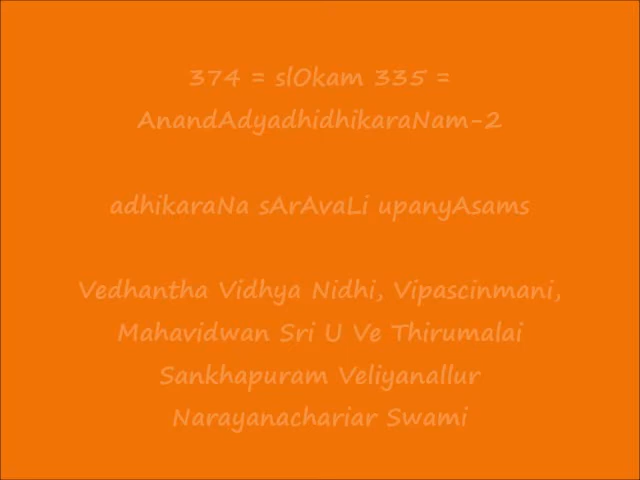 374 = slOkam 335 =
AnandAdyadhidhikaraNam-2
adhikaraNa sArAvaLi upanyAsams
Vedhantha Vidhya Nidhi, Vipascinmani,
Mahavidwan Sri U Ve Thirumalai
Sankhapuram Veliyanallur
Narayanachariar Swami